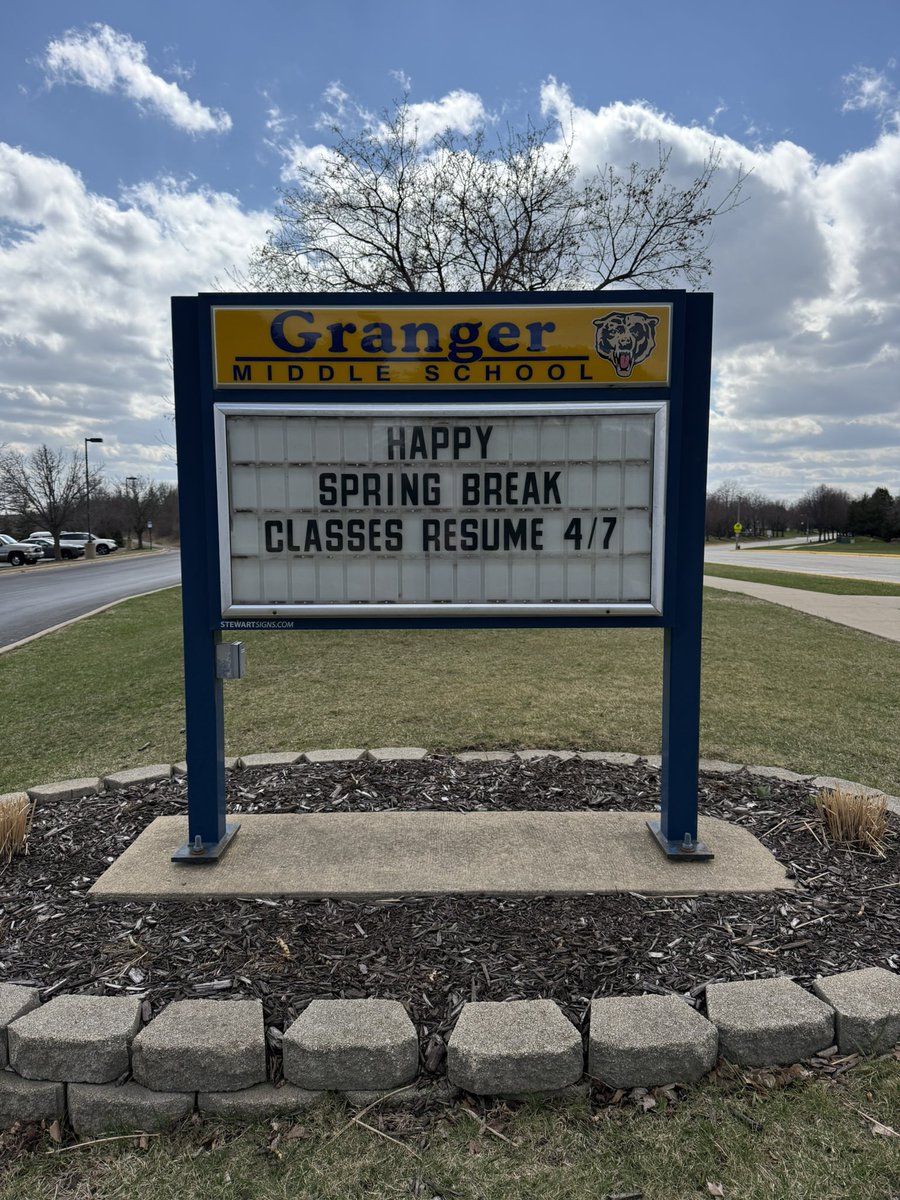 Granger
MIDDLE SCHOOL
HAPPY
SPRING BREAK
CLASSES RESUME 4/7
STEWARTSIGNS.COM